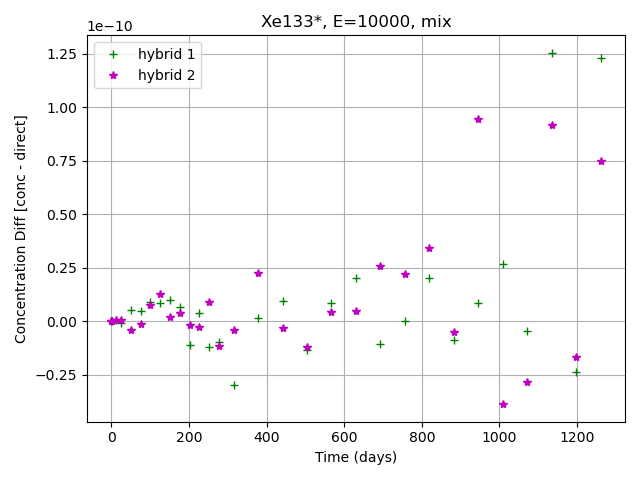 Xe133*, E=10000, mix
1e−10
hybrid 1
hybrid 2
1.25
1.00
0.75
0.50
0.25
0.00
−0.25
Concentration Diff [conc - direct]
0 200 400 600 800 1000 1200
Time (days)